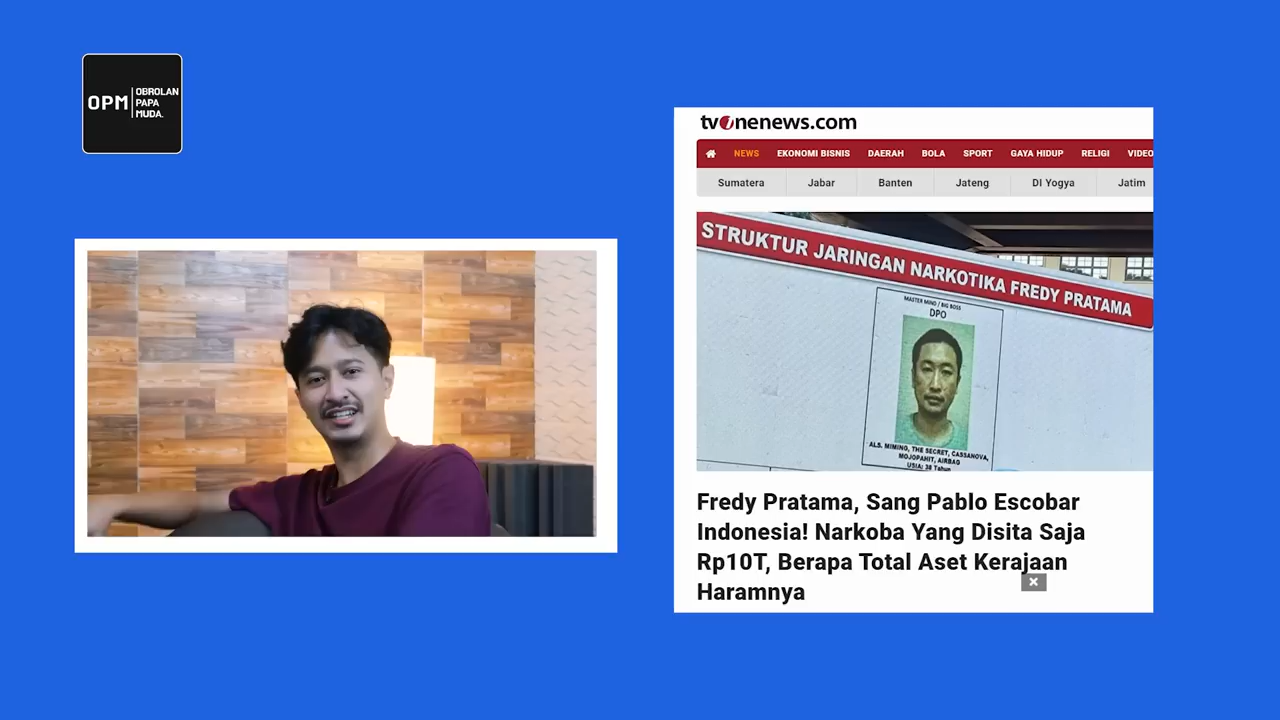 OPM
OBROLAN
PAPA
MUDA.
tvOnenews.com
NEWS EKONOMI BISNIS DAERAH BOLA SPORT GAYA HIDUP RELIGI VIDEO
Sumatera Jabar Banten Jateng DI Yogya Jatim
STRUKTUR JARINGAN NARKOTIKA FREDY PRATAMA
MASTER MIND / BIG BOSS
DPO
ALS. MIMING, THE SECRET, CASSANOVA,
MOJOPAHIT, AIRBAG
USIA: 38 Tahun
Fredy Pratama, Sang Pablo Escobar
Indonesia! Narkoba Yang Disita Saja
Rp10T, Berapa Total Aset Kerajaan
Haramnya